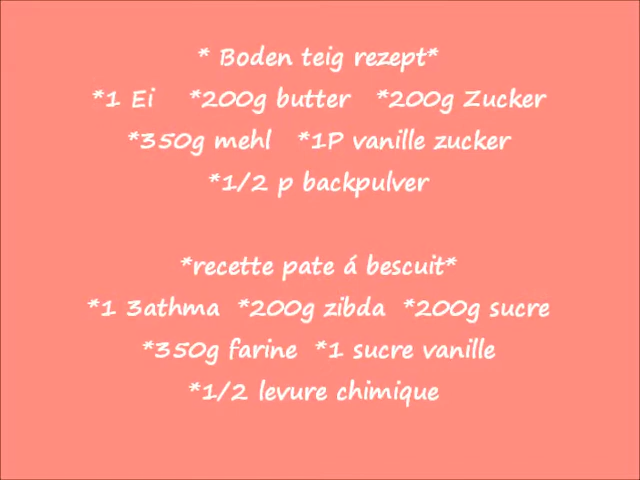 * Boden teig rezept*
*1 Ei *200g butter *200g Zucker
*350g mehl *1P vanille zucker
*1/2 p backpulver
*recette pate á bescuit*
*1 3athma *200g zibda *200g sucre
*350g farine *1 sucre vanille
*1/2 levure chimique